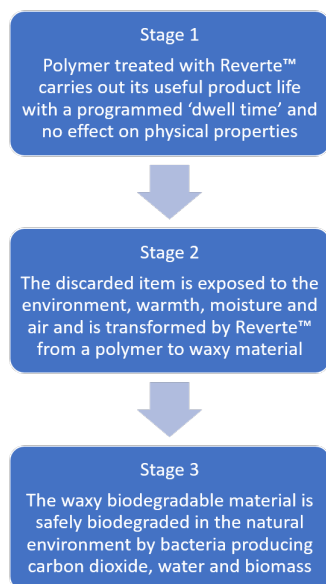 Stage 1
Polymer treated with Reverte™
carries out its useful product life
with a programmed ‘dwell time’ and
no effect on physical properties
Stage 2
The discarded item is exposed to the
environment, warmth, moisture and
air and is transformed by Reverte™
from a polymer to waxy material
Stage 3
The waxy biodegradable material is
safely biodegraded in the natural
environment by bacteria producing
carbon dioxide, water and biomass